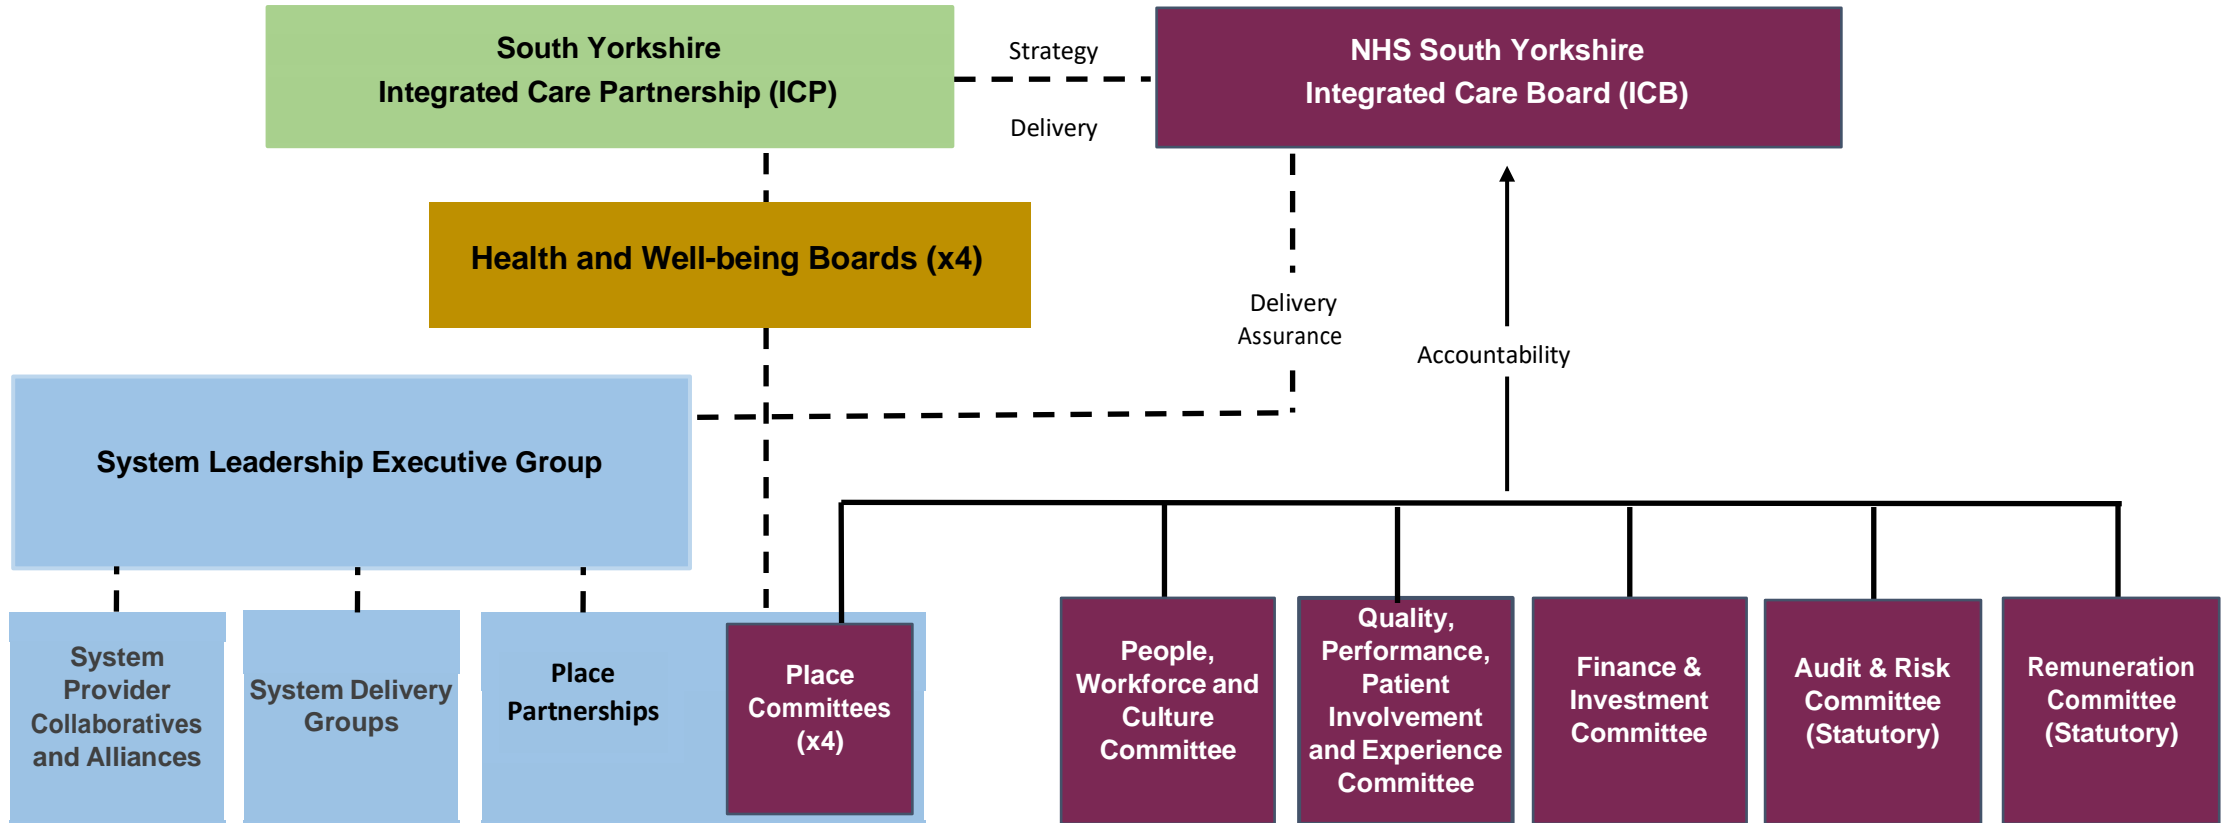 South Yorkshire
Integrated Care Partnership (ICP)
Strategy
Delivery
NHS South Yorkshire
Integrated Care Board (ICB)
Health and Well-being Boards (x4)
Delivery
Assurance
Accountability
System Leadership Executive Group
System
Provider
Collaboratives
and Alliances
System Delivery
Groups
Place
Partnerships
Place
Committees
(x4)
People,
Workforce and
Culture
Committee
Quality,
Performance,
Patient
Involvement
and Experience
Committee
Finance &
Investment
Committee
Audit & Risk
Committee
(Statutory)
Remuneration
Committee
(Statutory)